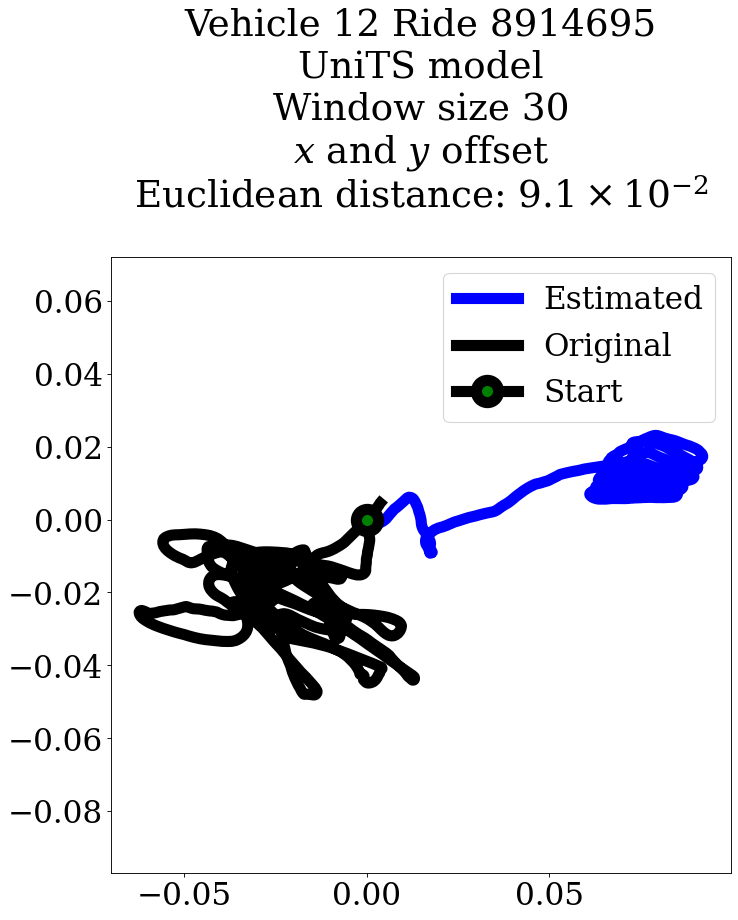 Vehicle 12 Ride 8914695
UniTS model
Window size 30
x and y offset
Euclidean distance: 9.1 × 10⁻²
Estimated
Original
Start
0.06
0.04
0.02
0.00
−0.02
−0.04
−0.06
−0.08
−0.05
0.00
0.05